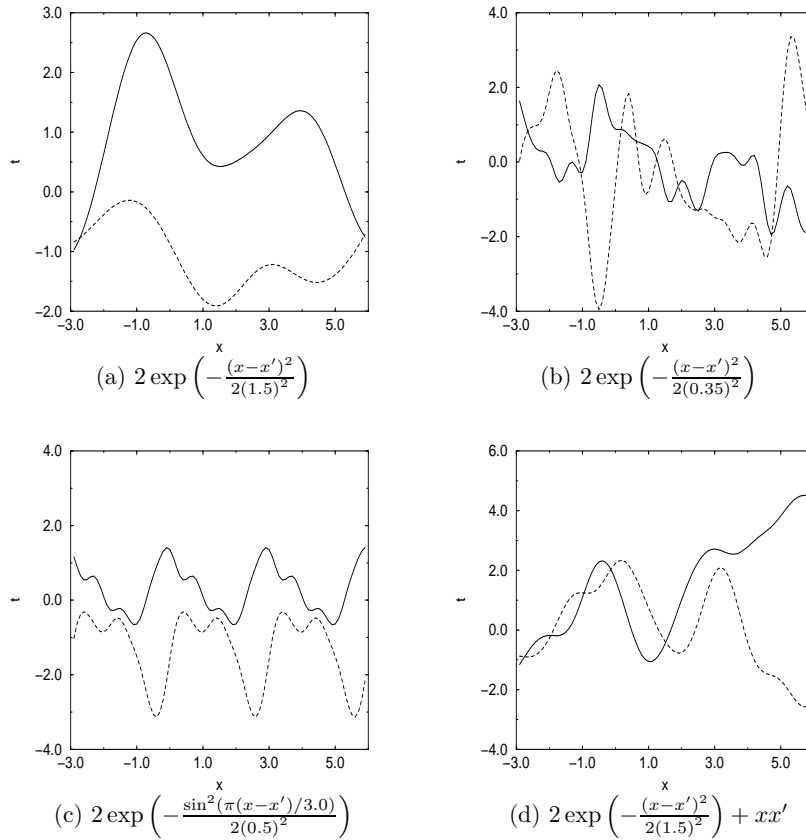 3.0
2.0
1.0
0.0
-1.0
-2.0
t
-3.0 -1.0 1.0 3.0 5.0
x
(a) 2 exp (−(x−x′)²/2(1.5)²)
4.0
2.0
0.0
-2.0
-4.0
t
-3.0 -1.0 1.0 3.0 5.0
x
(b) 2 exp (−(x−x′)²/2(0.35)²)
4.0
2.0
0.0
-2.0
-4.0
t
-3.0 -1.0 1.0 3.0 5.0
x
(c) 2 exp (−sin²(π(x−x′)/3.0)/2(0.5)²)
6.0
4.0
2.0
0.0
-2.0
-4.0
t
-3.0 -1.0 1.0 3.0 5.0
x
(d) 2 exp (−(x−x′)²/2(1.5)²) + xx′